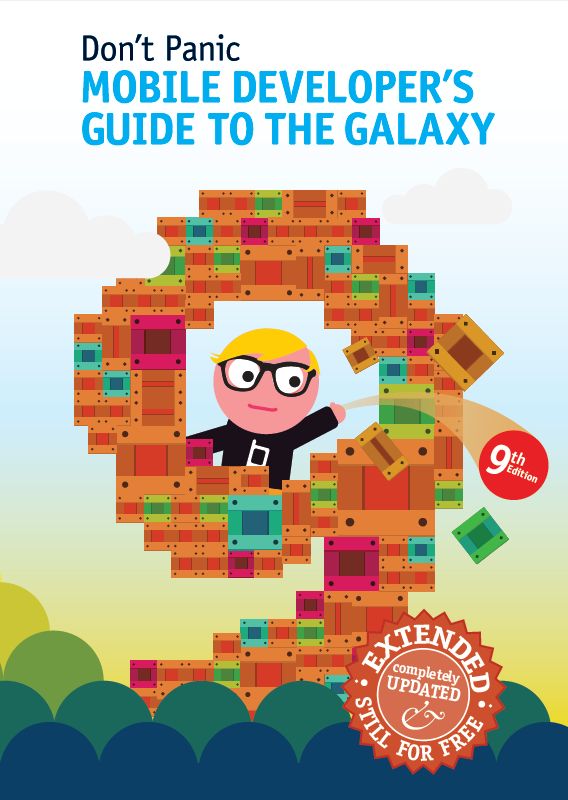 Don't Panic
MOBILE DEVELOPER'S
GUIDE TO THE GALAXY
9th
Edition
EXTENDED
completely
UPDATED
&
STILL FOR FREE